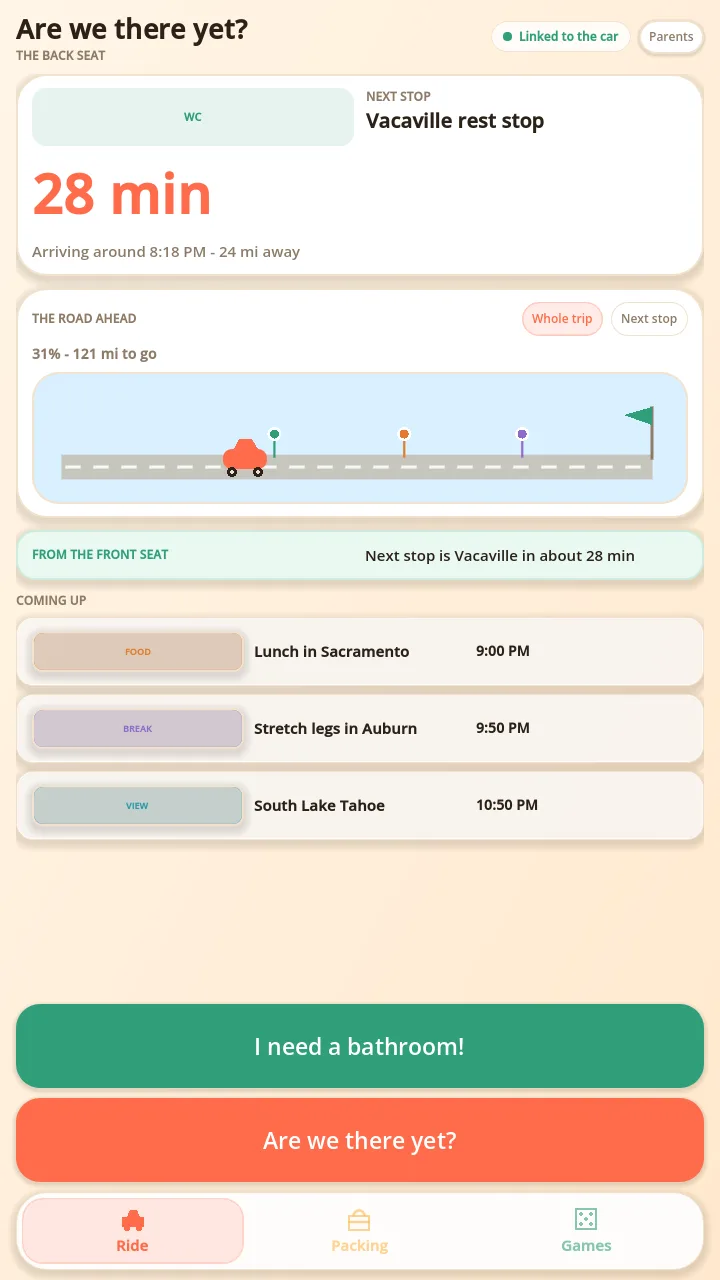 Are we there yet?
THE BACK SEAT
Linked to the car
Parents
WC
NEXT STOP
Vacaville rest stop
28 min
Arriving around 8:18 PM - 24 mi away
THE ROAD AHEAD
Whole trip
Next stop
31% - 121 mi to go
FROM THE FRONT SEAT
Next stop is Vacaville in about 28 min
COMING UP
FOOD
Lunch in Sacramento
9:00 PM
BREAK
Stretch legs in Auburn
9:50 PM
VIEW
South Lake Tahoe
10:50 PM
I need a bathroom!
Are we there yet?
Ride
Packing
Games